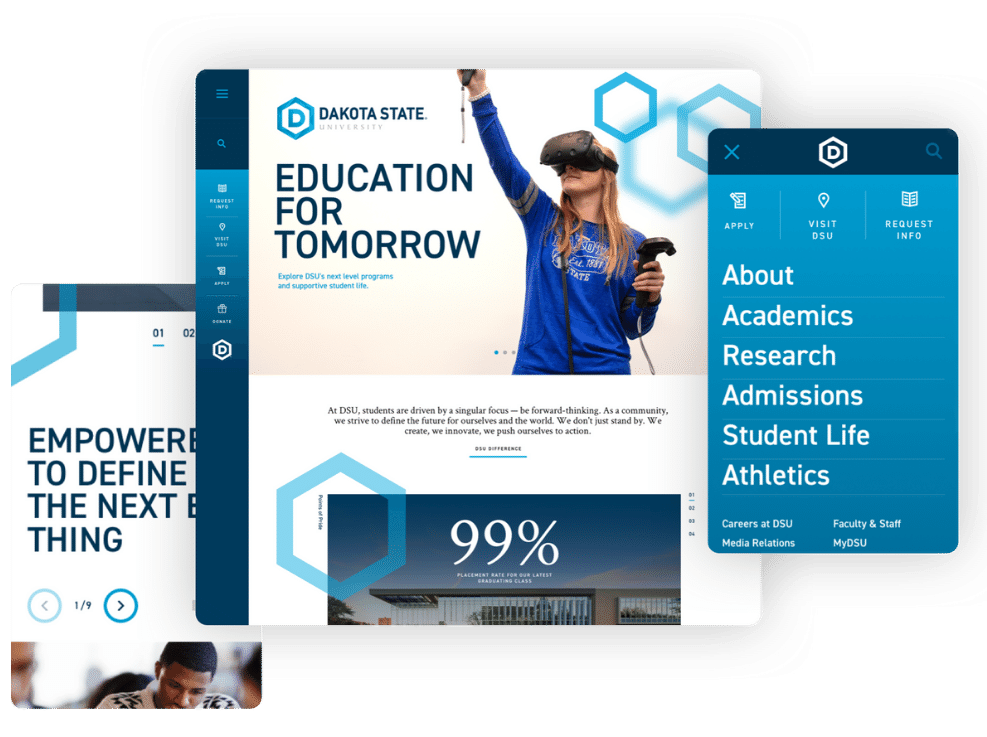 DAKOTA STATE.
UNIVERSITY
EDUCATION
FOR
TOMORROW
Explore DSU's next level programs
and supportive student life.
REQUEST
INFO
VISIT
DSU
APPLY
DONATE
D
At DSU, students are driven by a singular focus — be forward-thinking. As a community,
we strive to define the future for ourselves and the world. We don't just stand by. We
create, we innovate, we push ourselves to action.
DSU DIFFERENCE
Points of Pride
99%
PLACEMENT RATE FOR OUR LATEST
GRADUATING CLASS
01
02
03
04
01 02
EMPOWERE
TO DEFINE
THE NEXT B
THING
1/9
D
APPLY
VISIT
DSU
REQUEST
INFO
About
Academics
Research
Admissions
Student Life
Athletics
Careers at DSU Faculty & Staff
Media Relations MyDSU